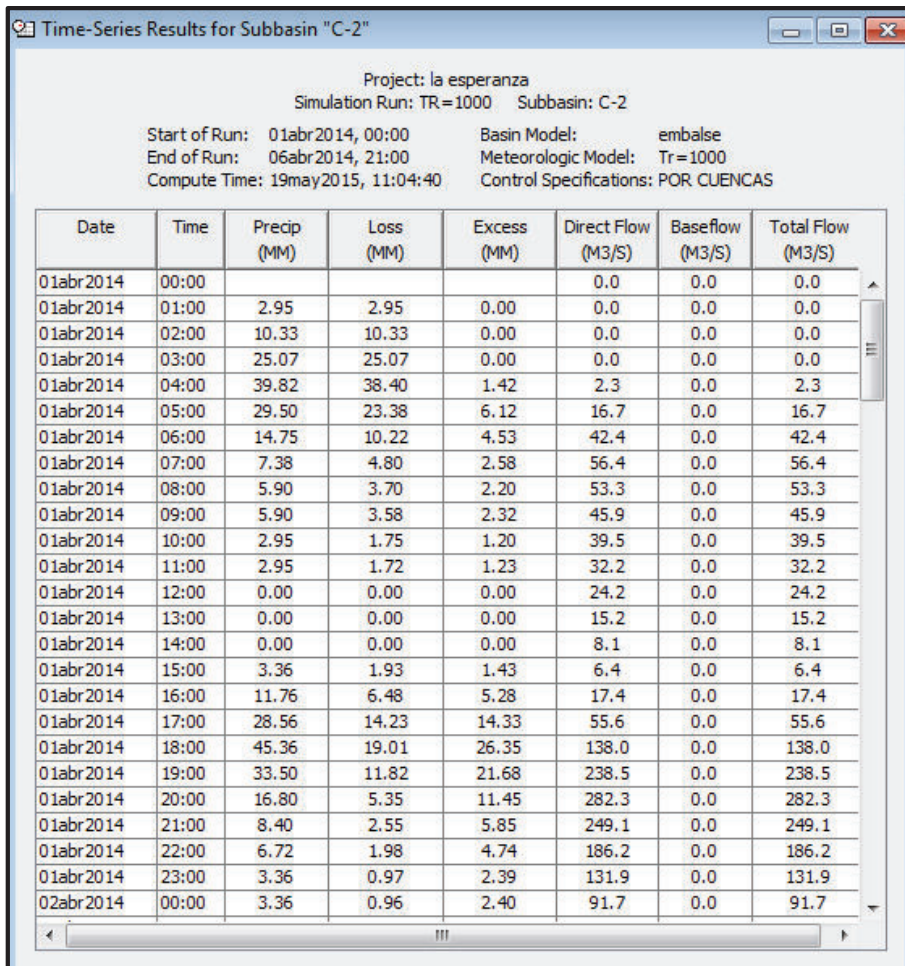 Time-Series Results for Subbasin "C-2"
Project: la esperanza
Simulation Run: TR=1000 Subbasin: C-2
Start of Run: 01abr2014, 00:00 Basin Model: embalse
End of Run: 06abr2014, 21:00 Meteorologic Model: Tr=1000
Compute Time: 19may2015, 11:04:40 Control Specifications: POR CUENCAS
Date Time Precip Loss Excess Direct Flow Baseflow Total Flow
(MM) (MM) (MM) (M3/S) (M3/S) (M3/S)
01abr2014 00:00 0.0 0.0 0.0
01abr2014 01:00 2.95 2.95 0.00 0.0 0.0 0.0
01abr2014 02:00 10.33 10.33 0.00 0.0 0.0 0.0
01abr2014 03:00 25.07 25.07 0.00 0.0 0.0 0.0
01abr2014 04:00 39.82 38.40 1.42 2.3 0.0 2.3
01abr2014 05:00 29.50 23.38 6.12 16.7 0.0 16.7
01abr2014 06:00 14.75 10.22 4.53 42.4 0.0 42.4
01abr2014 07:00 7.38 4.80 2.58 56.4 0.0 56.4
01abr2014 08:00 5.90 3.70 2.20 53.3 0.0 53.3
01abr2014 09:00 5.90 3.58 2.32 45.9 0.0 45.9
01abr2014 10:00 2.95 1.75 1.20 39.5 0.0 39.5
01abr2014 11:00 2.95 1.72 1.23 32.2 0.0 32.2
01abr2014 12:00 0.00 0.00 0.00 24.2 0.0 24.2
01abr2014 13:00 0.00 0.00 0.00 15.2 0.0 15.2
01abr2014 14:00 0.00 0.00 0.00 8.1 0.0 8.1
01abr2014 15:00 3.36 1.93 1.43 6.4 0.0 6.4
01abr2014 16:00 11.76 6.48 5.28 17.4 0.0 17.4
01abr2014 17:00 28.56 14.23 14.33 55.6 0.0 55.6
01abr2014 18:00 45.36 19.01 26.35 138.0 0.0 138.0
01abr2014 19:00 33.50 11.82 21.68 238.5 0.0 238.5
01abr2014 20:00 16.80 5.35 11.45 282.3 0.0 282.3
01abr2014 21:00 8.40 2.55 5.85 249.1 0.0 249.1
01abr2014 22:00 6.72 1.98 4.74 186.2 0.0 186.2
01abr2014 23:00 3.36 0.97 2.39 131.9 0.0 131.9
02abr2014 00:00 3.36 0.96 2.40 91.7 0.0 91.7